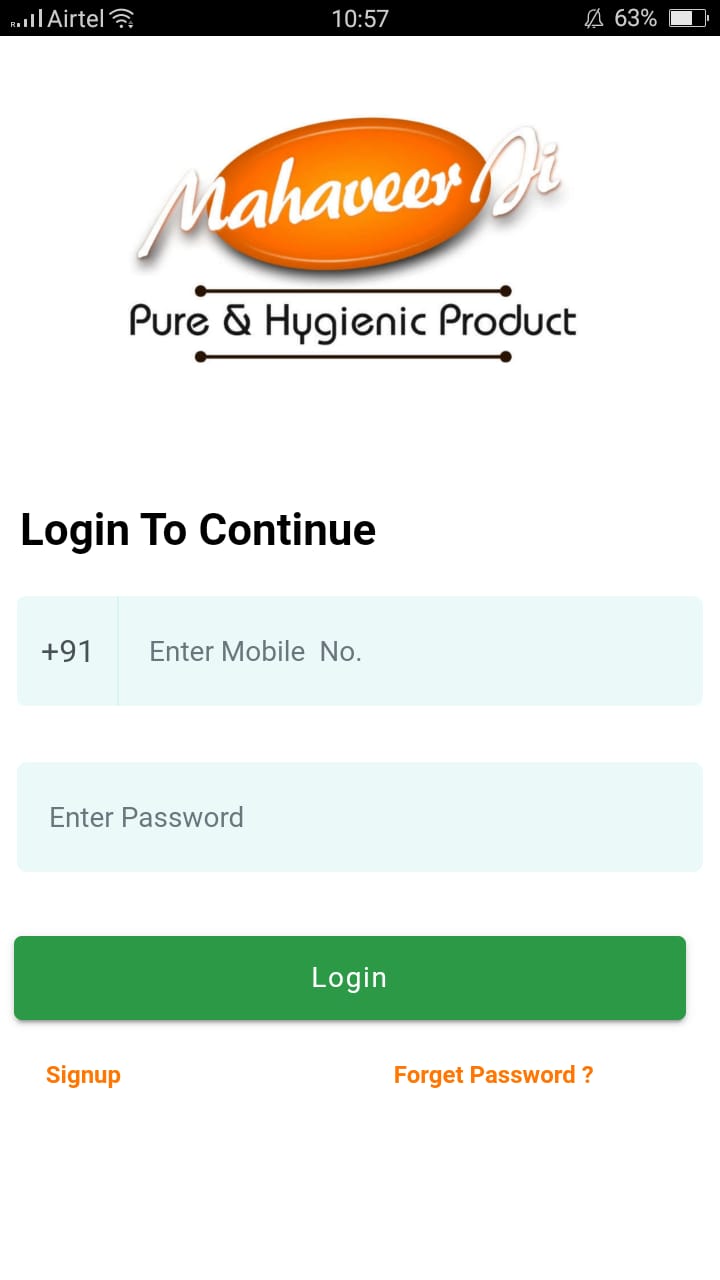 R Airtel 10:57 63%
Mahaveer Ji
Pure & Hygienic Product
Login To Continue
+91 Enter Mobile No.
Enter Password
Login
Signup Forget Password ?